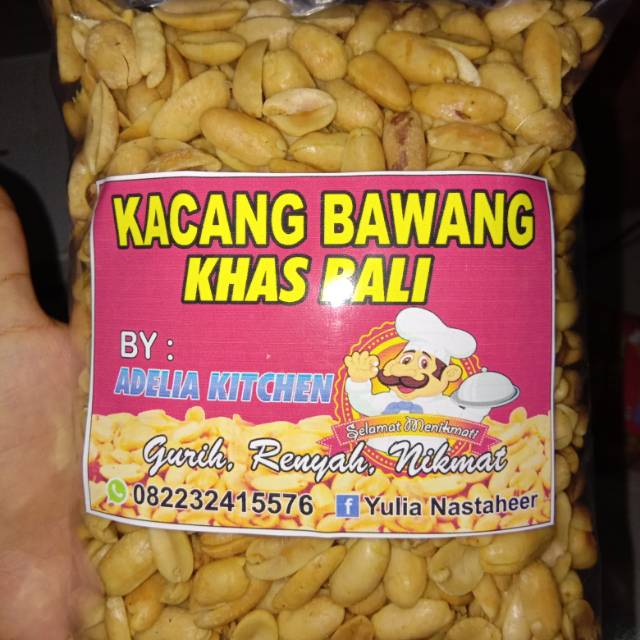 KACANG BAWANG
KHAS BALI
BY :
ADELIA KITCHEN
Selamat Menikmati!
Gurih, Renyah, Nikmat
082232415576 f Yulia Nastaheer